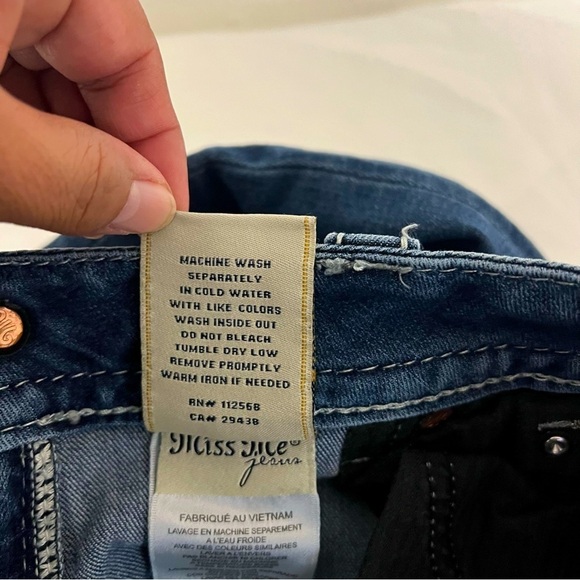 MACHINE WASH
SEPARATELY
IN COLD WATER
WITH LIKE COLORS
WASH INSIDE OUT
DO NOT BLEACH
TUMBLE DRY LOW
REMOVE PROMPTLY
WARM IRON IF NEEDED
RN# 112568
CA# 29438
Miss Me®
jeans
FABRIQUÉ AU VIETNAM
LAVAGE EN MACHINE SEPAREMENT
A L'EAU FROIDE
AVEC DES COULEURS SIMILAIRES
LAVER A L'ENVERS